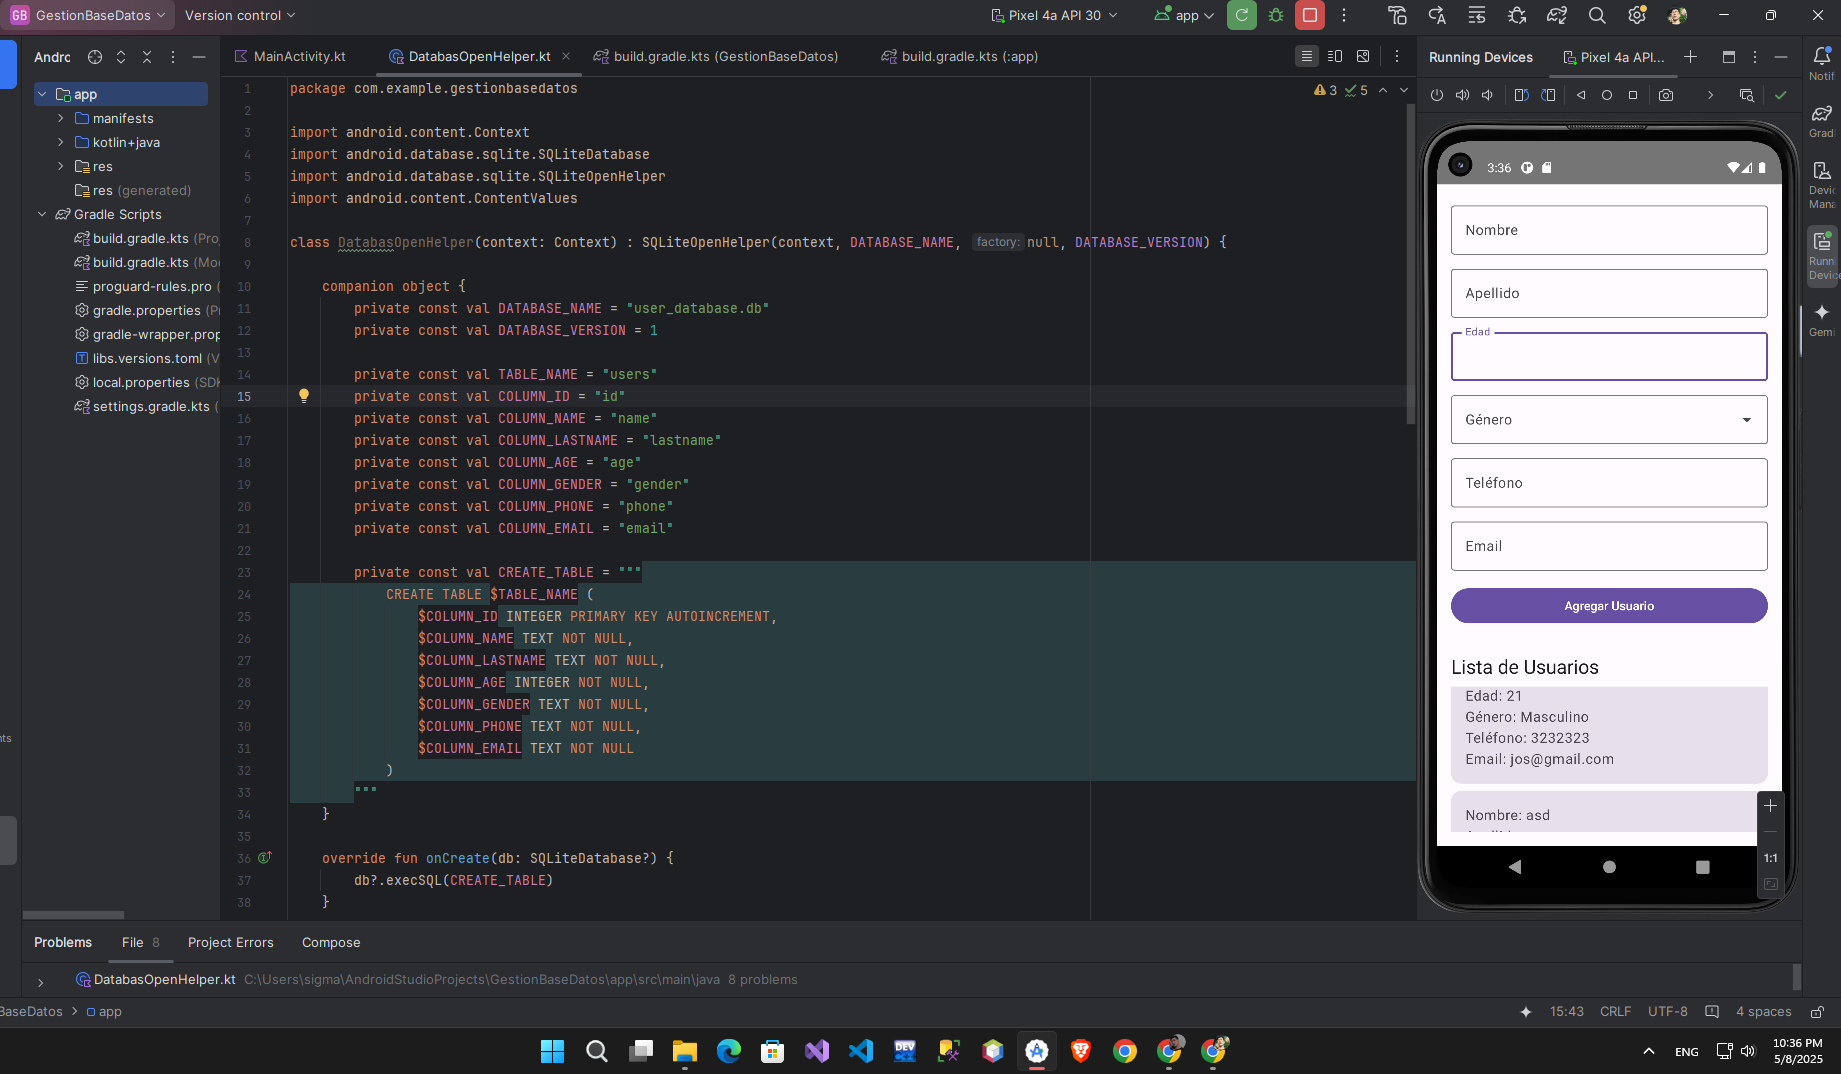 GB GestionBaseDatos Version control Pixel 4a API 30 app
Andrc
MainActivity.kt DatabasOpenHelper.kt build.gradle.kts (GestionBaseDatos) build.gradle.kts (:app)
Running Devices Pixel 4a API...
Notif
Grad
Devic
Mana
Runn
Devic
Gem
app
manifests
kotlin+java
res
res (generated)
Gradle Scripts
build.gradle.kts (Pro
build.gradle.kts (Mo
proguard-rules.pro (
gradle.properties (Pr
gradle-wrapper.prop
libs.versions.toml (V
local.properties (SDK
settings.gradle.kts (
nts
3 5
1 package com.example.gestionbasedatos
2
3 import android.content.Context
4 import android.database.sqlite.SQLiteDatabase
5 import android.database.sqlite.SQLiteOpenHelper
6 import android.content.ContentValues
7
8 class DatabasOpenHelper(context: Context) : SQLiteOpenHelper(context, DATABASE_NAME, factory: null, DATABASE_VERSION) {
9
10 companion object {
11 private const val DATABASE_NAME = "user_database.db"
12 private const val DATABASE_VERSION = 1
13
14 private const val TABLE_NAME = "users"
15 private const val COLUMN_ID = "id"
16 private const val COLUMN_NAME = "name"
17 private const val COLUMN_LASTNAME = "lastname"
18 private const val COLUMN_AGE = "age"
19 private const val COLUMN_GENDER = "gender"
20 private const val COLUMN_PHONE = "phone"
21 private const val COLUMN_EMAIL = "email"
22
23 private const val CREATE_TABLE = """
24 CREATE TABLE $TABLE_NAME (
25 $COLUMN_ID INTEGER PRIMARY KEY AUTOINCREMENT,
26 $COLUMN_NAME TEXT NOT NULL,
27 $COLUMN_LASTNAME TEXT NOT NULL,
28 $COLUMN_AGE INTEGER NOT NULL,
29 $COLUMN_GENDER TEXT NOT NULL,
30 $COLUMN_PHONE TEXT NOT NULL,
31 $COLUMN_EMAIL TEXT NOT NULL
32 )
33 """
34 }
35
36 override fun onCreate(db: SQLiteDatabase?) {
37 db?.execSQL(CREATE_TABLE)
38 }
3:36
Nombre
Apellido
Edad
Género
Teléfono
Email
Agregar Usuario
Lista de Usuarios
Edad: 21
Género: Masculino
Teléfono: 3232323
Email: jos@gmail.com
Nombre: asd
1:1
Problems File 8 Project Errors Compose
DatabasOpenHelper.kt C:\Users\sigma\AndroidStudioProjects\GestionBaseDatos\app\src\main\java 8 problems
BaseDatos > app
15:43 CRLF UTF-8 4 spaces
DEV
ENG
10:36 PM
5/8/2025